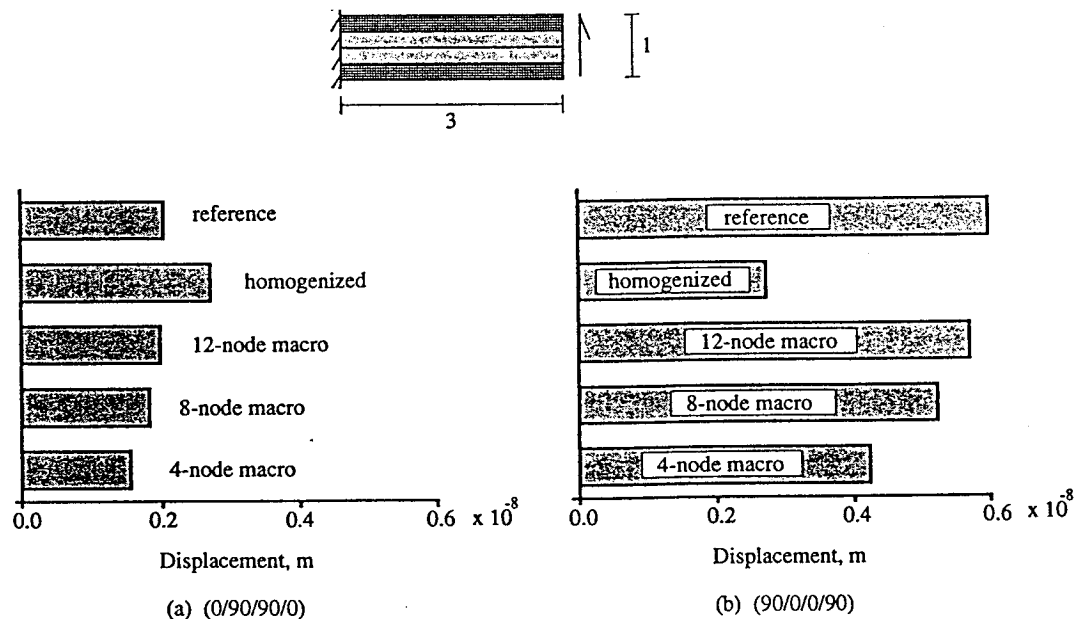 1
3
reference
homogenized
12-node macro
8-node macro
4-node macro
0.0 0.2 0.4 0.6 x 10⁻⁸
Displacement, m
(a) (0/90/90/0)
reference
homogenized
12-node macro
8-node macro
4-node macro
0.0 0.2 0.4 0.6 x 10⁻⁸
Displacement, m
(b) (90/0/0/90)